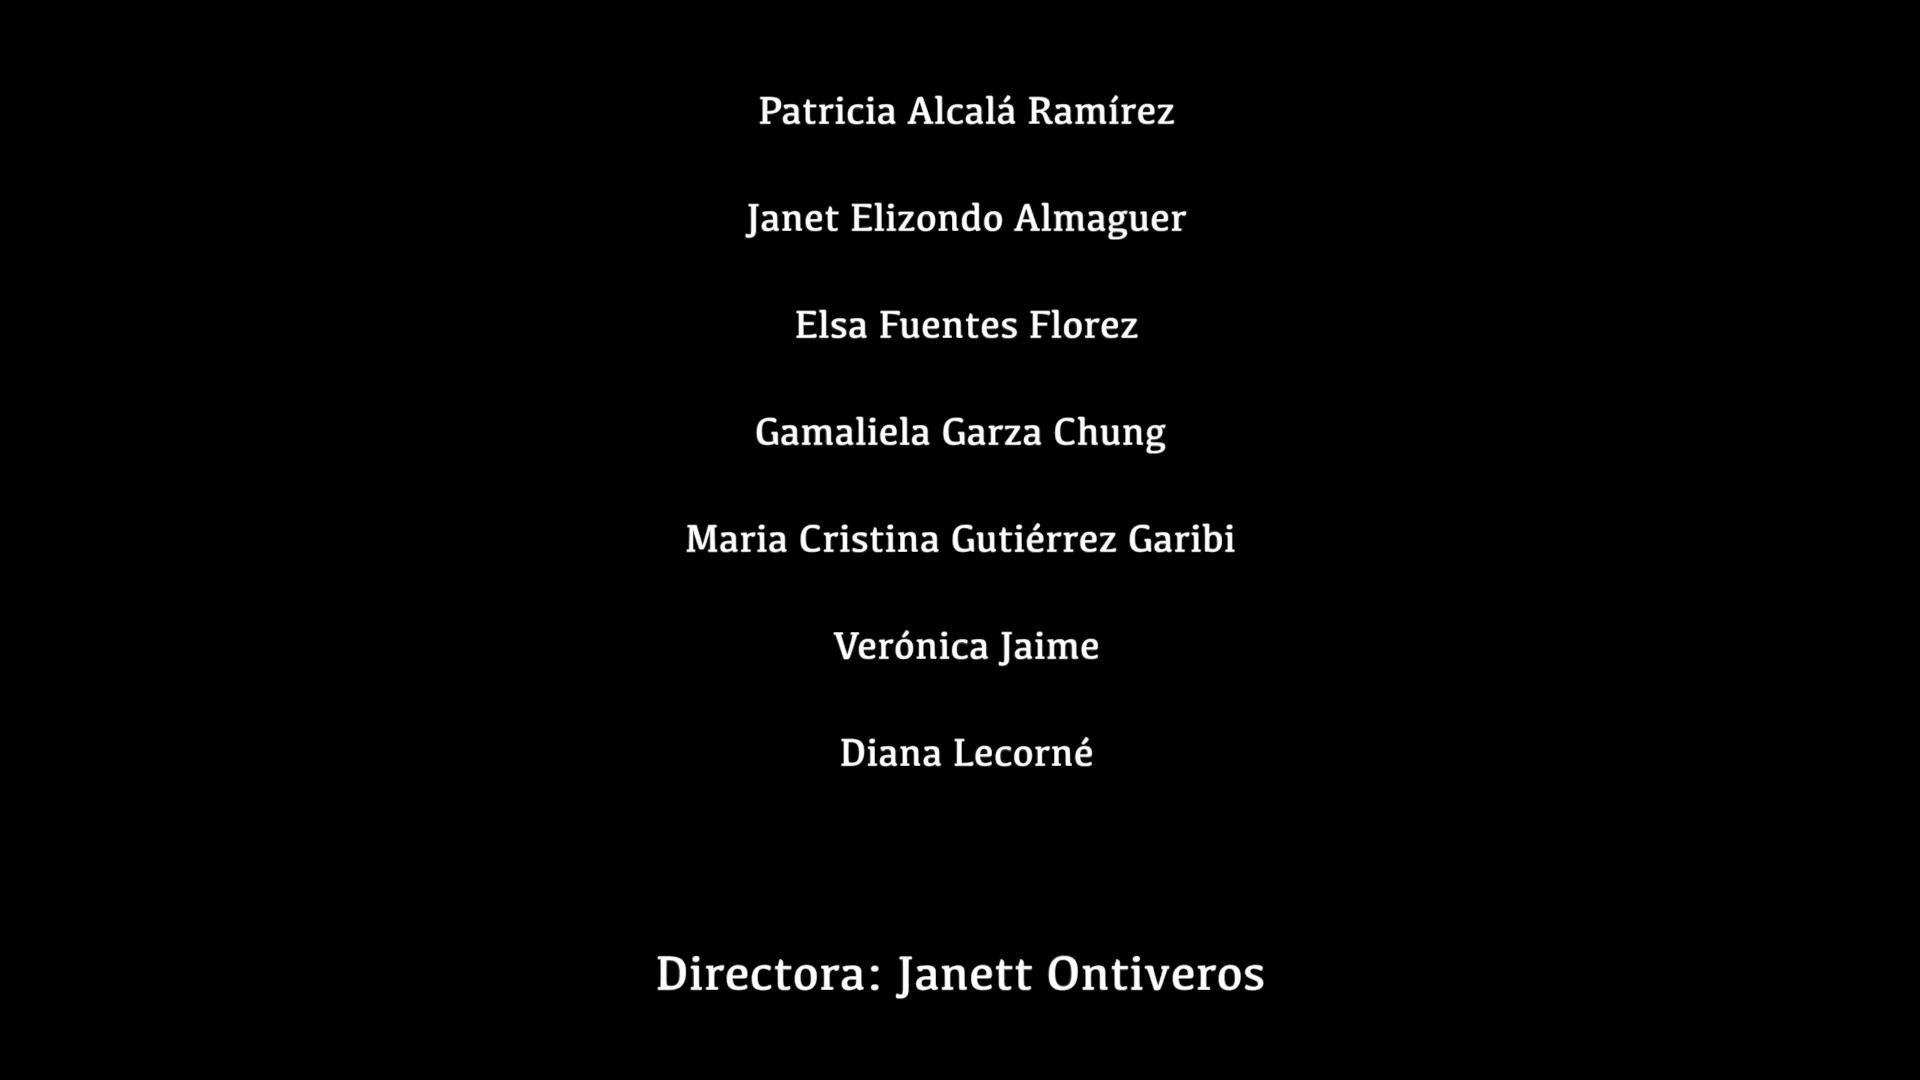 Patricia Alcalá Ramírez
Janet Elizondo Almaguer
Elsa Fuentes Florez
Gamaliela Garza Chung
Maria Cristina Gutiérrez Garibi
Verónica Jaime
Diana Lecorné
Directora: Janett Ontiveros